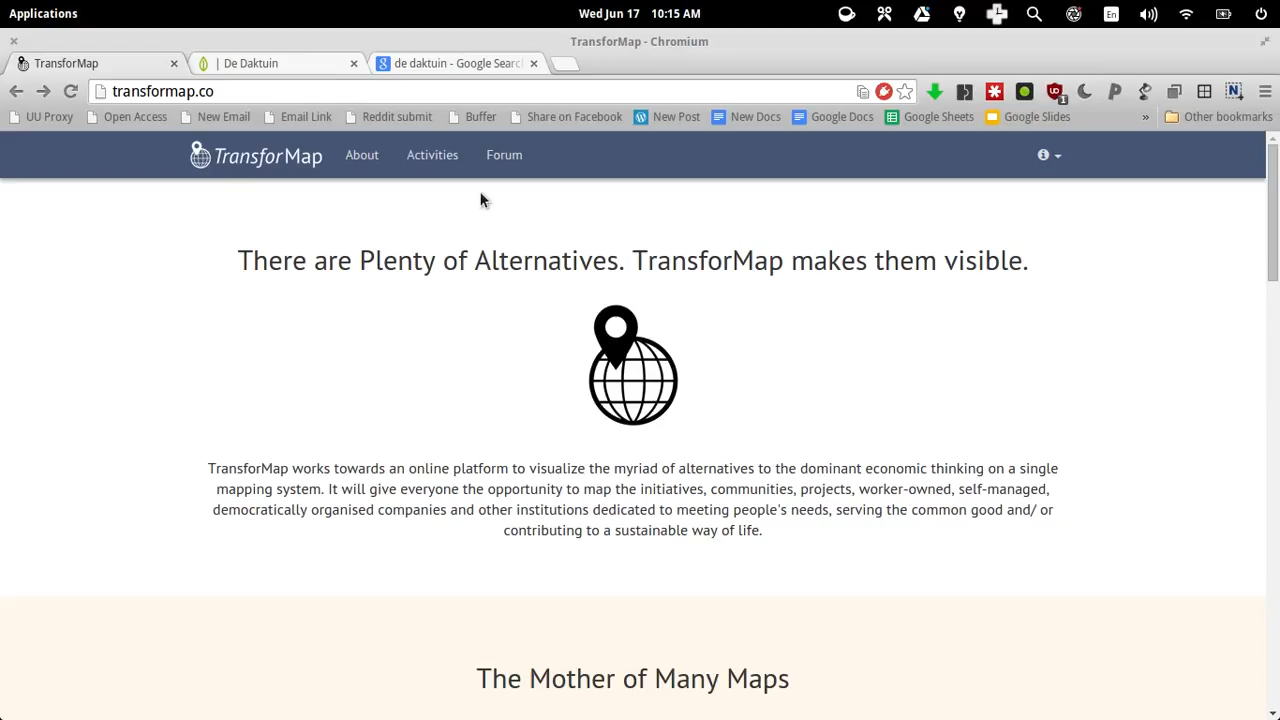 Applications
Wed Jun 17 10:15 AM
En
TransforMap - Chromium
TransforMap
| De Daktuin
de daktuin - Google Searc
transformap.co
1
UU Proxy
Open Access
New Email
Email Link
Reddit submit
Buffer
Share on Facebook
New Post
New Docs
Google Docs
Google Sheets
Google Slides
»
Other bookmarks
TransforMap
About
Activities
Forum
There are Plenty of Alternatives. TransforMap makes them visible.
TransforMap works towards an online platform to visualize the myriad of alternatives to the dominant economic thinking on a single
mapping system. It will give everyone the opportunity to map the initiatives, communities, projects, worker-owned, self-managed,
democratically organised companies and other institutions dedicated to meeting people's needs, serving the common good and/ or
contributing to a sustainable way of life.
The Mother of Many Maps